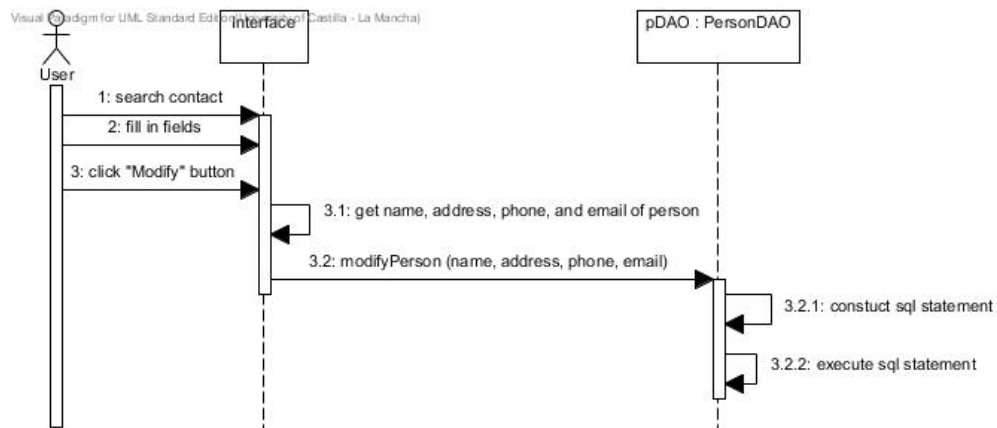 Visual Paradigm for UML Standard Edition(University of Castilla - La Mancha)
interface
pDAO : PersonDAO
User
1: search contact
2: fill in fields
3: click "Modify" button
3.1: get name, address, phone, and email of person
3.2: modifyPerson (name, address, phone, email)
3.2.1: constuct sql statement
3.2.2: execute sql statement